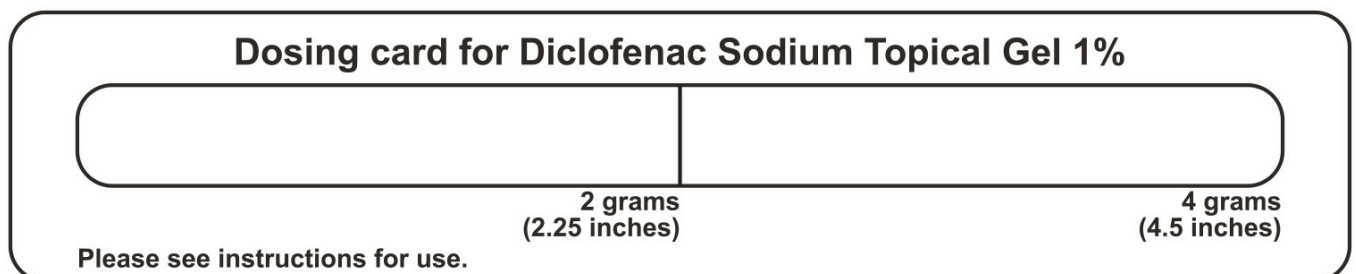 Dosing card for Diclofenac Sodium Topical Gel 1%
2 grams
(2.25 inches)
4 grams
(4.5 inches)
Please see instructions for use.